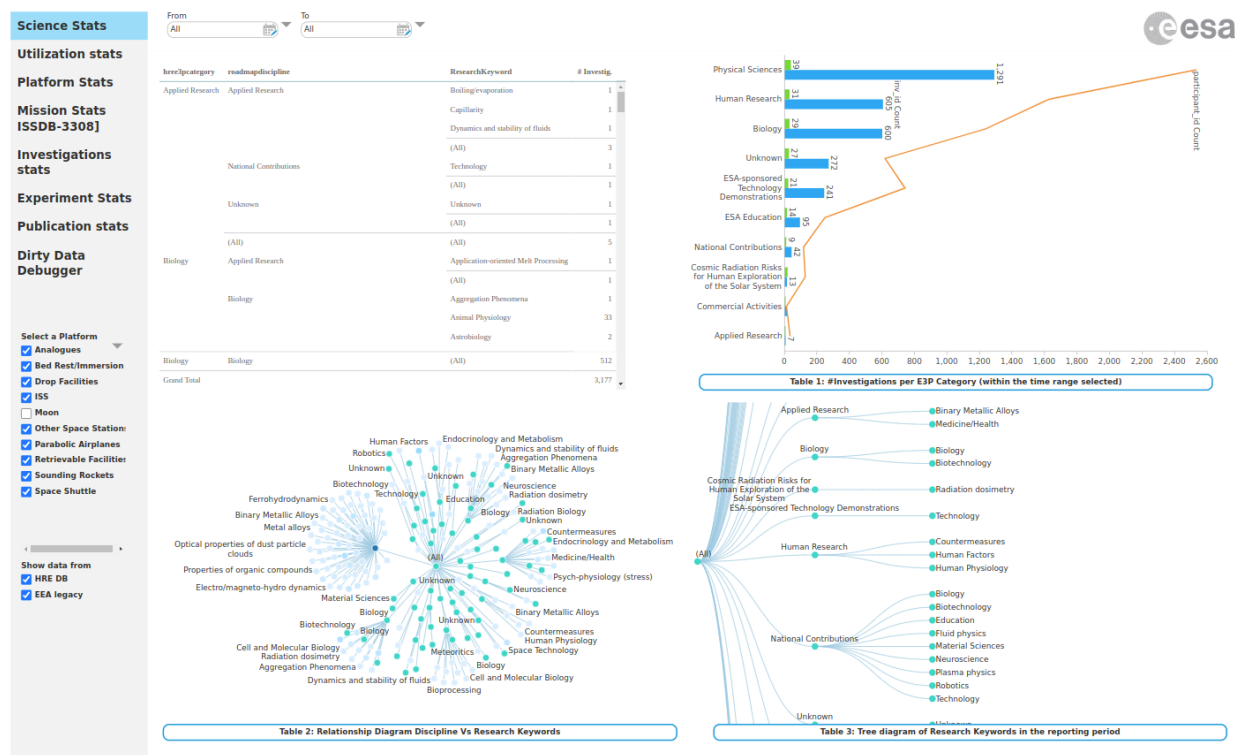 Science Stats
Utilization stats
Platform Stats
Mission Stats
ISSDB-3308]
Investigations
stats
Experiment Stats
Publication stats
Dirty Data
Debugger
Select a Platform
Analogues
Bed Rest/Immersion
Drop Facilities
ISS
Moon
Other Space Stations
Parabolic Airplanes
Retrievable Facilities
Sounding Rockets
Space Shuttle
Show data from
HRE DB
EEA legacy
From To
All All
esa
hree3pcategory roadmapdiscipline ResearchKeyword # Investig.
Applied Research Applied Research Boiling/evaporation 1
Capillarity 1
Dynamics and stability of fluids 1
(All) 3
National Contributions Technology 1
(All) 1
Unknown Unknown 1
(All) 1
(All) (All) 5
Biology Applied Research Application-oriented Melt Processing 1
(All) 1
Biology Aggregation Phenomena 1
Animal Physiology 33
Astrobiology 2
Biology Biology (All) 512
Grand Total 3,177
Physical Sciences 39 1,291
Human Research 31 605
Biology 29 600
Unknown 27 272
ESA-sponsored
Technology
Demonstrations 21 241
ESA Education 14 95
National Contributions 9 42
Cosmic Radiation Risks
for Human Exploration
of the Solar System 13
Commercial Activities
Applied Research 7
inv_id Count
participant_id Count
0 200 400 600 800 1,000 1,200 1,400 1,600 1,800 2,000 2,200 2,400 2,600
Table 1: #Investigations per E3P Category (within the time range selected)
Human Factors
Endocrinology and Metabolism
Robotics
Dynamics and stability of fluids
Aggregation Phenomena
Unknown
Binary Metallic Alloys
Unknown
Biotechnology
Neuroscience
Technology
Radiation dosimetry
Ferrohydrodynamics
Education
Binary Metallic Alloys
Biology
Radiation Biology
Unknown
Metal alloys
Countermeasures
Optical properties of dust particle
clouds
Endocrinology and Metabolism
(All)
Medicine/Health
Properties of organic compounds
Psych-physiology (stress)
Unknown
Electro/magneto-hydro dynamics
Neuroscience
Material Sciences
Biology
Binary Metallic Alloys
Biotechnology
Unknown
Biology
Countermeasures
Human Physiology
Cell and Molecular Biology
Meteoritics
Space Technology
Radiation dosimetry
Aggregation Phenomena
Biology
Dynamics and stability of fluids
Cell and Molecular Biology
Bioprocessing
Table 2: Relationship Diagram Discipline Vs Research Keywords
(All)
Applied Research
Binary Metallic Alloys
Medicine/Health
Biology
Biology
Biotechnology
Cosmic Radiation Risks for
Human Exploration of the
Solar System
Radiation dosimetry
ESA-sponsored Technology Demonstrations
Technology
Human Research
Countermeasures
Human Factors
Human Physiology
National Contributions
Biology
Biotechnology
Education
Fluid physics
Material Sciences
Neuroscience
Plasma physics
Robotics
Technology
Unknown
Unknown
Table 3: Tree diagram of Research Keywords in the reporting period